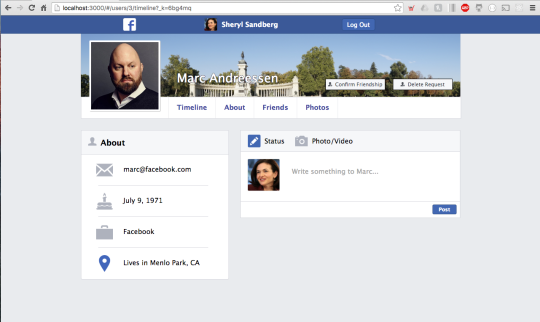 localhost:3000/#/users/3/timeline?_k=6bg4mq
f
Sheryl Sandberg
Log Out
Marc Andreessen
Confirm Friendship
Delete Request
Timeline
About
Friends
Photos
About
marc@facebook.com
July 9, 1971
Facebook
Lives in Menlo Park, CA
Status
Photo/Video
Write something to Marc...
Post